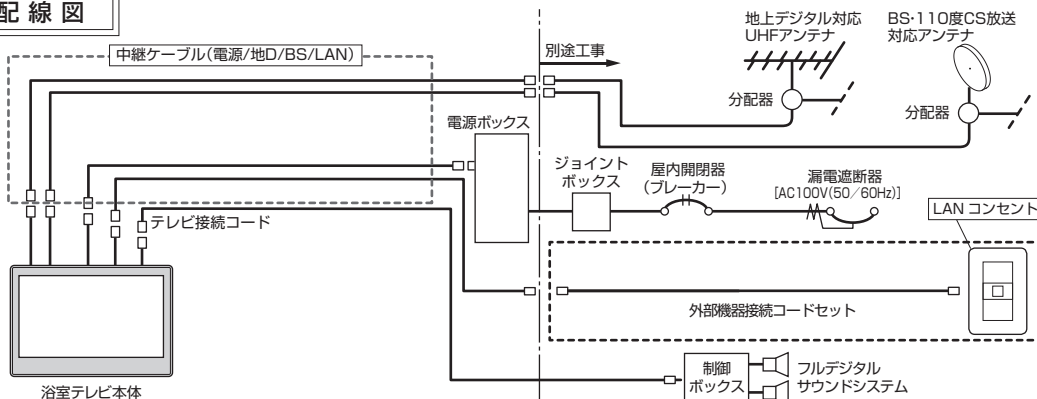 配線図
中継ケーブル(電源/地D/BS/LAN)
別途工事
地上デジタル対応
UHFアンテナ
BS・110度CS放送
対応アンテナ
分配器
分配器
電源ボックス
ジョイント
ボックス
屋内開閉器
(ブレーカー)
漏電遮断器
[AC100V(50/60Hz)]
LANコンセント
テレビ接続コード
外部機器接続コードセット
浴室テレビ本体
制御
ボックス
フルデジタル
サウンドシステム